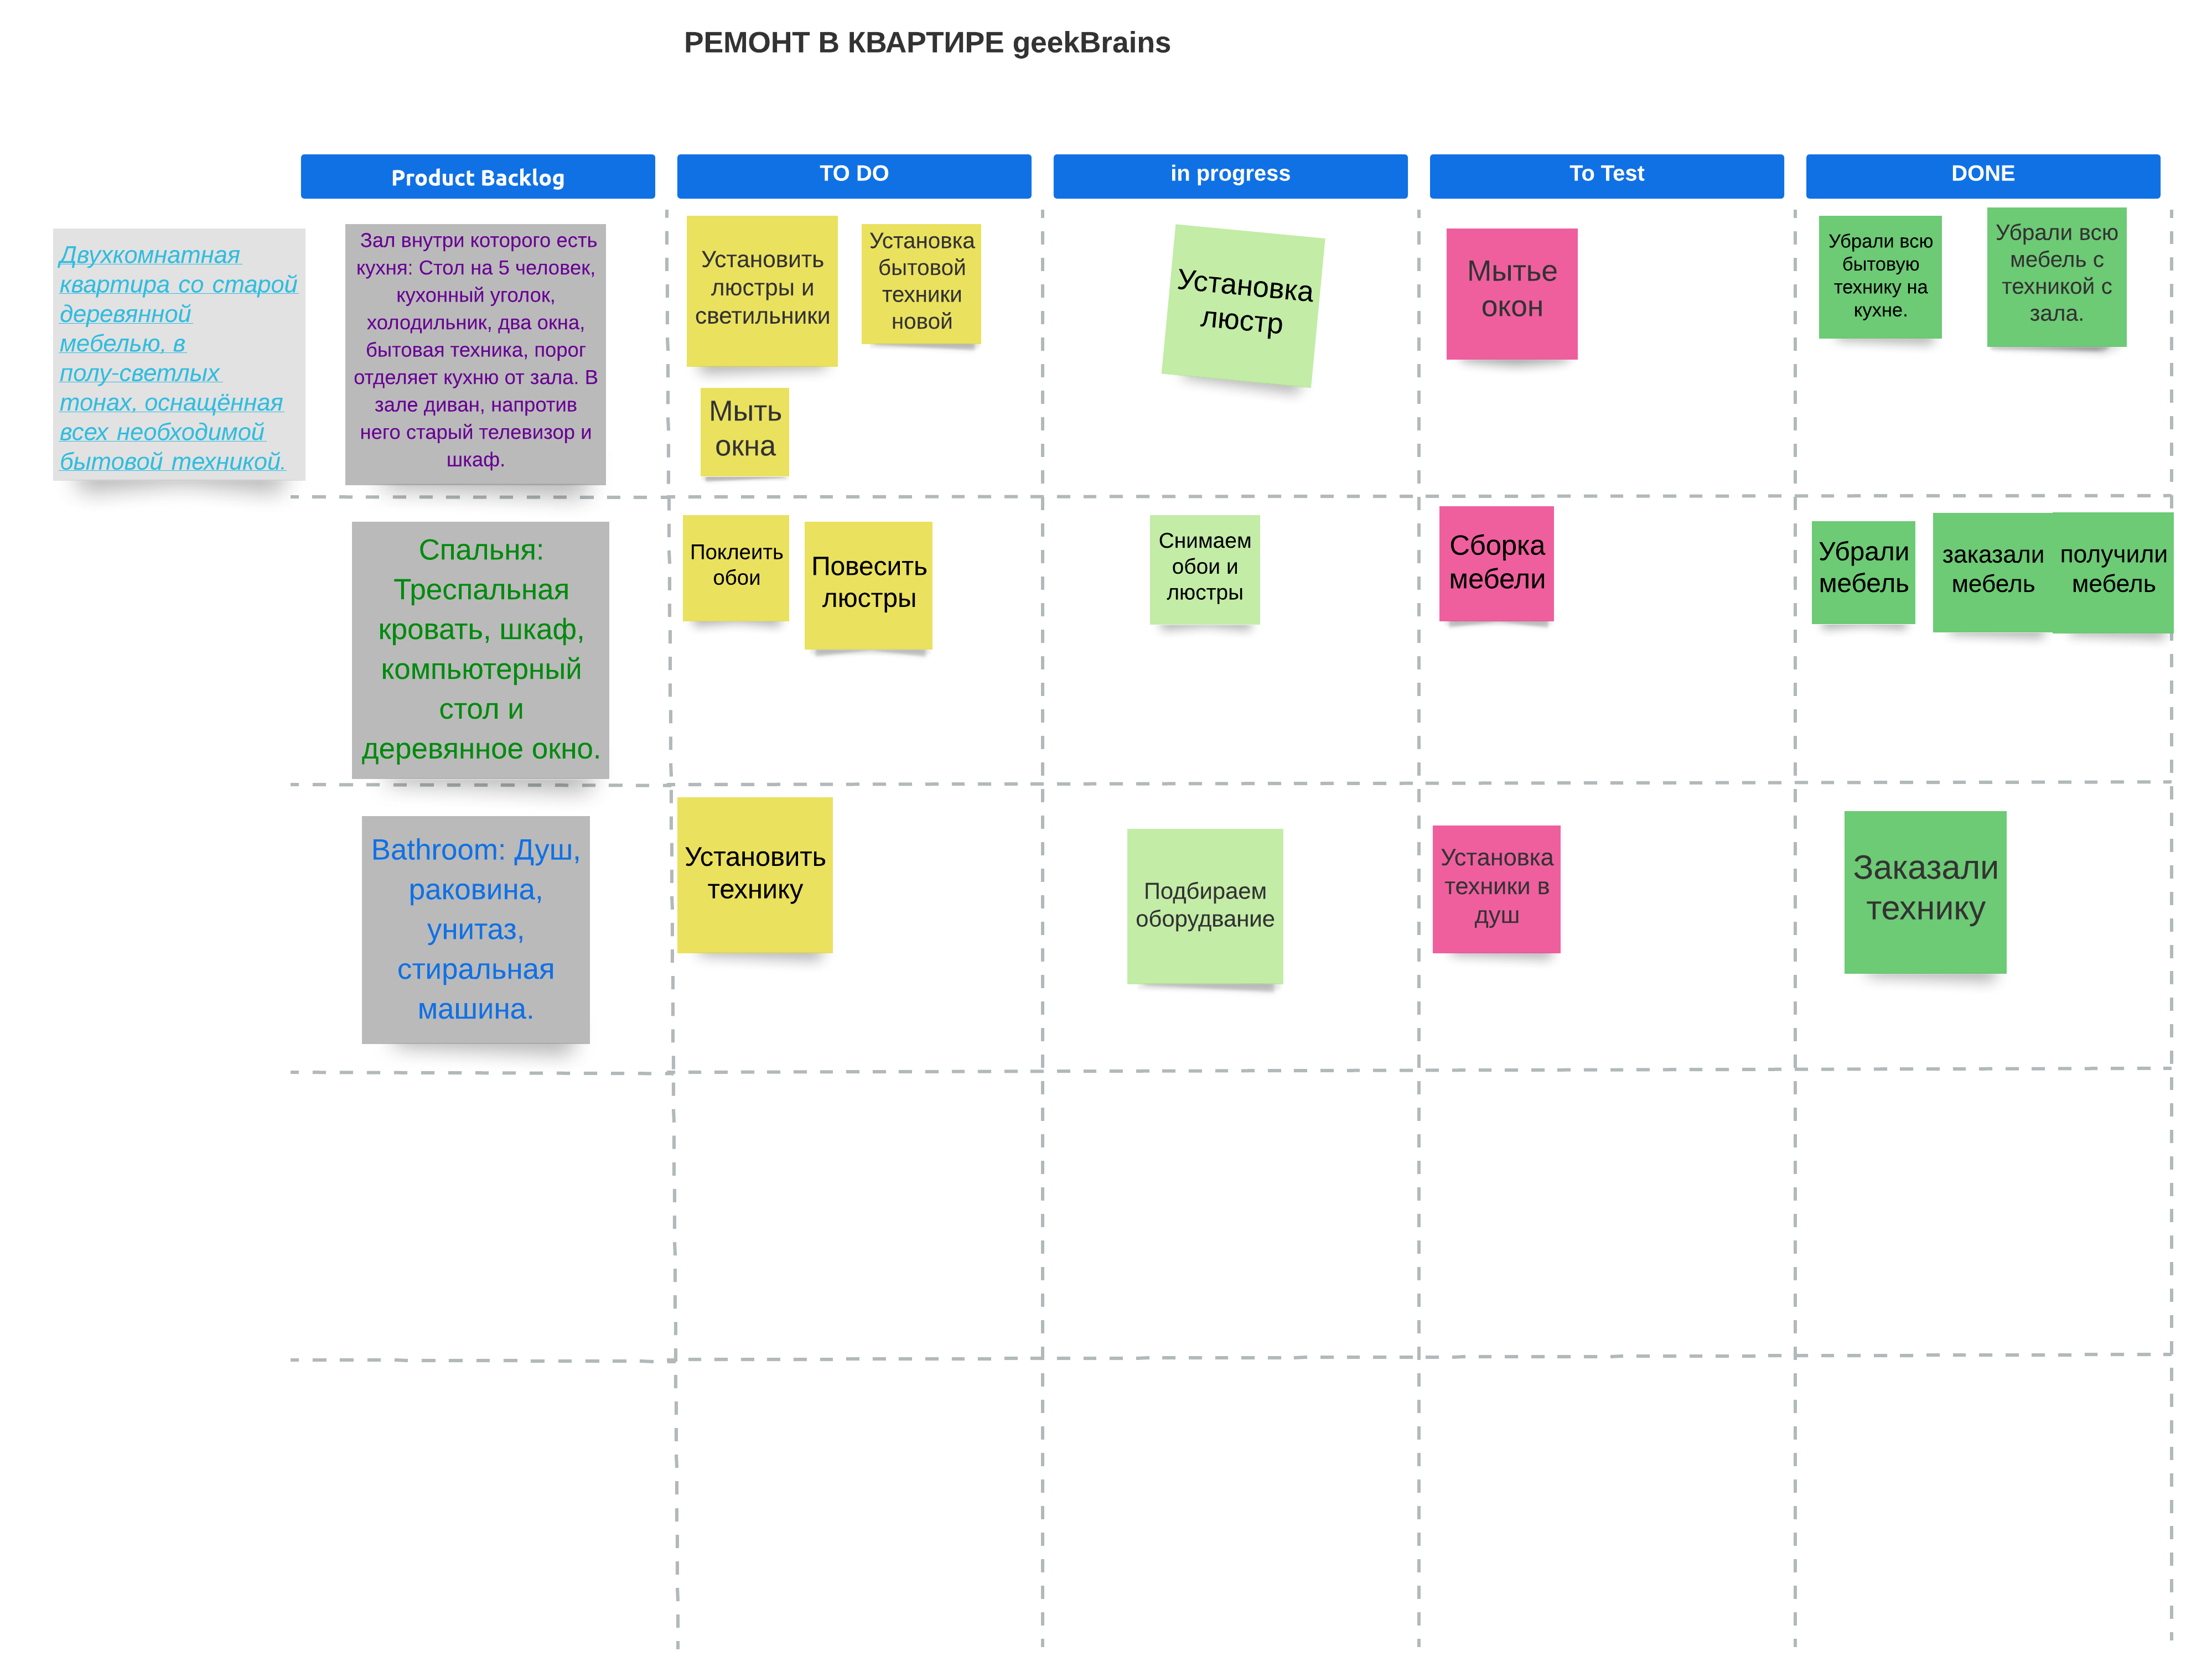 РЕМОНТ В КВАРТИРЕ geekBrains
Product Backlog
TO DO
in progress
To Test
DONE
Двухкомнатная
квартира со старой
деревянной
мебелью, в
полу-светлых
тонах, оснащённая
всех необходимой
бытовой техникой.
Зал внутри которого есть
кухня: Стол на 5 человек,
кухонный уголок,
холодильник, два окна,
бытовая техника, порог
отделяет кухню от зала. В
зале диван, напротив
него старый телевизор и
шкаф.
Установить
люстры и
светильники
Установка
бытовой
техники
новой
Мыть
окна
Установка
люстр
Мытье
окон
Убрали всю
бытовую
технику на
кухне.
Убрали всю
мебель с
техникой с
зала.
Спальня:
Треспальная
кровать, шкаф,
компьютерный
стол и
деревянное окно.
Поклеить
обои
Повесить
люстры
Снимаем
обои и
люстры
Сборка
мебели
Убрали
мебель
заказали
мебель
получили
мебель
Bathroom: Душ,
раковина,
унитаз,
стиральная
машина.
Установить
технику
Подбираем
оборудвание
Установка
техники в
душ
Заказали
технику